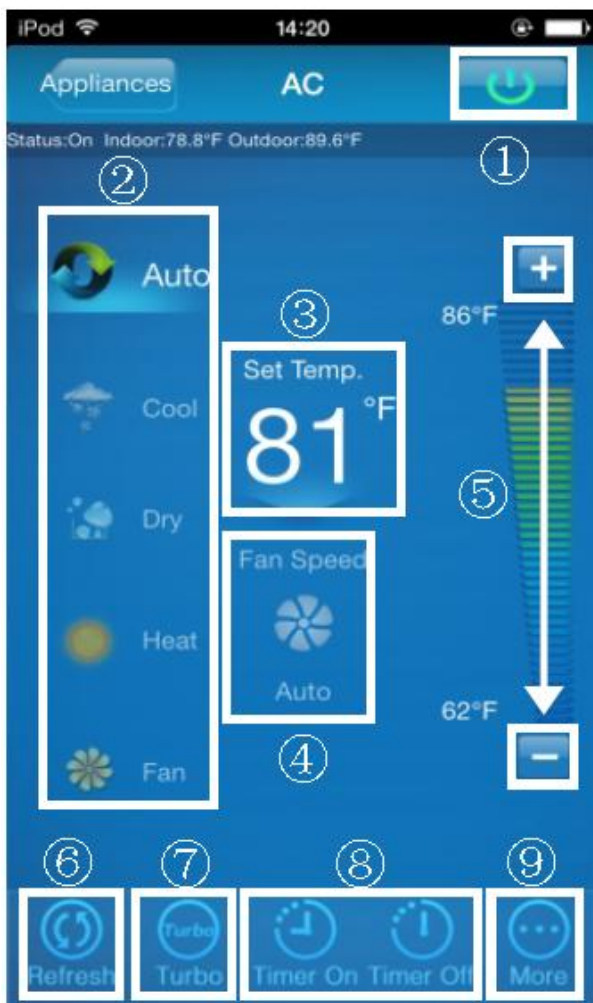 iPod 14:20
Appliances AC
①
Status:On Indoor:78.8°F Outdoor:89.6°F
②
Auto
Cool
Dry
Heat
Fan
③
Set Temp.
81°F
Fan Speed
Auto
④
+
86°F
⑤
62°F
−
⑥ ⑦ ⑧ ⑨
Turbo
Refresh Turbo Timer On Timer Off More